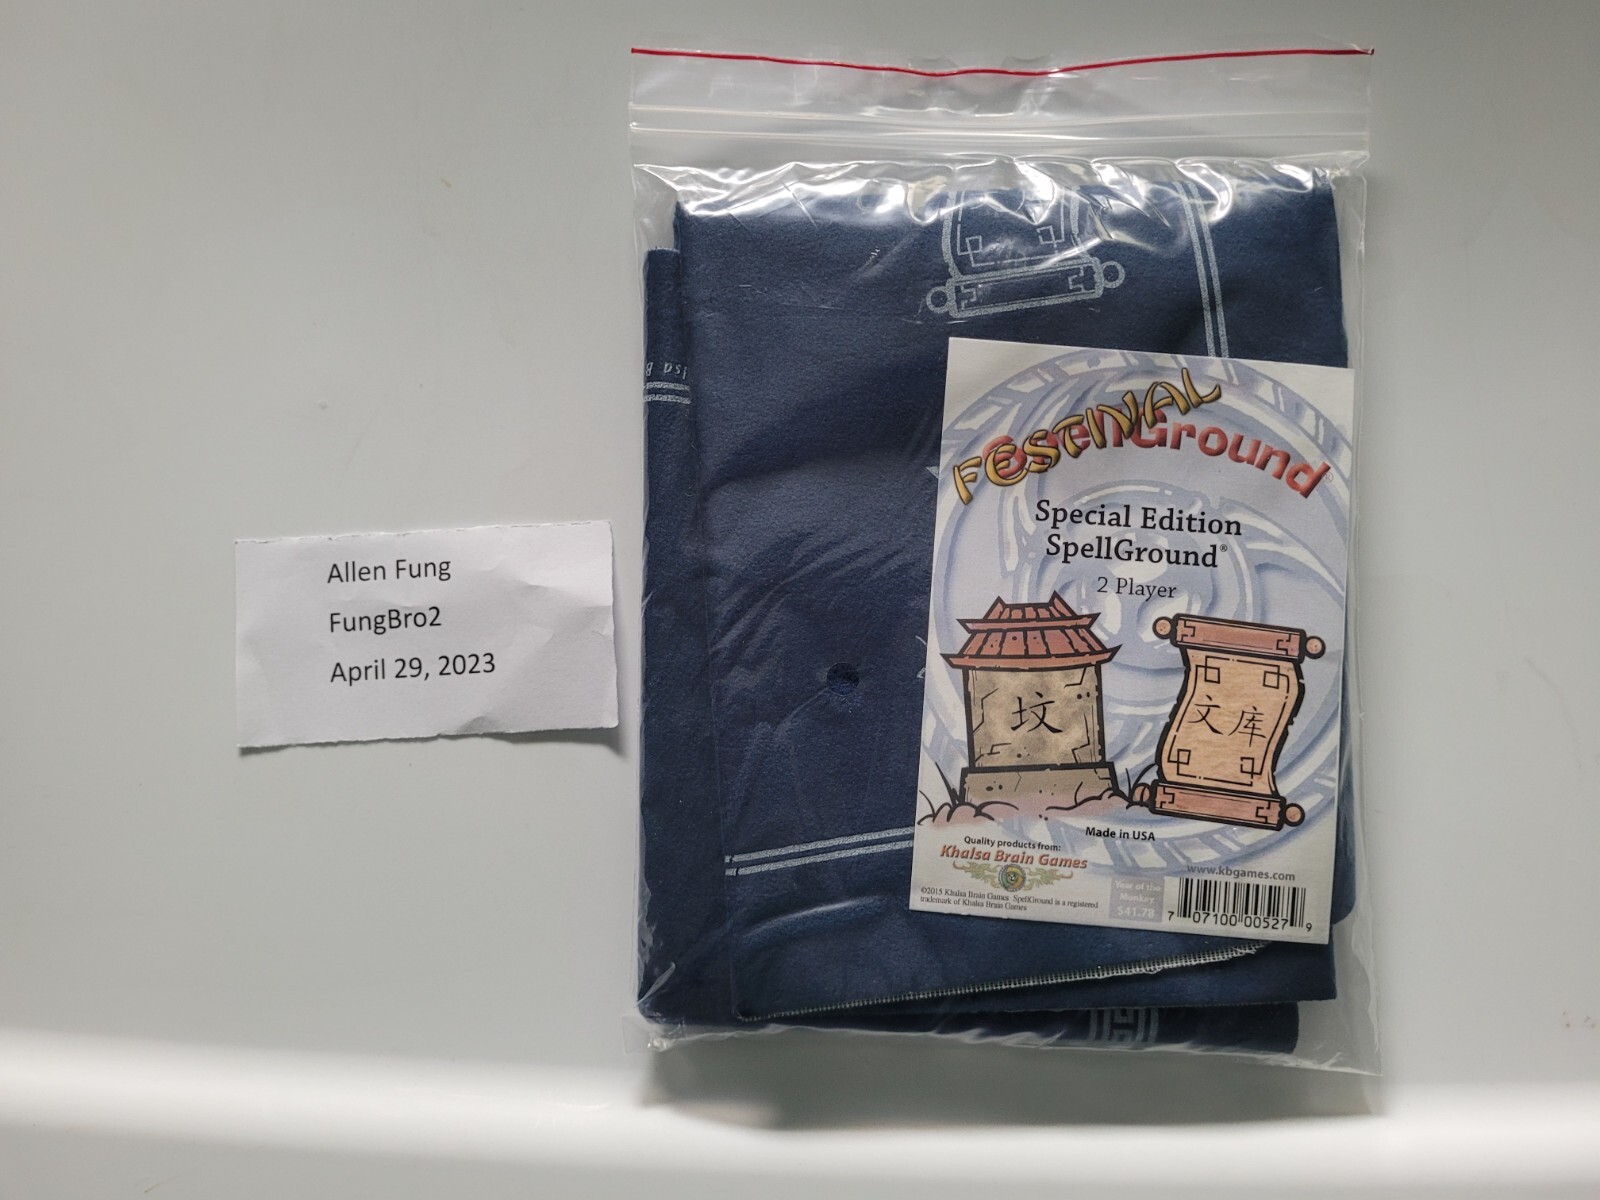 Allen Fung
FungBro2
April 29, 2023
FESTIVAL
SpellGround®
Special Edition
SpellGround®
2 Player
坟
文库
Made in USA
Quality products from:
Khalsa Brain Games
©2015 Khalsa Brain Games SpellGround is a registered
trademark of Khalsa Brain Games
www.kbgames.com
Year of the
Monkey
$41.78
7 07100 00527 9